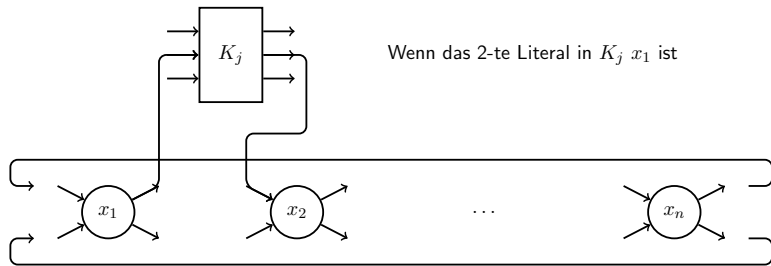 K_j
Wenn das 2-te Literal in K_j x_1 ist
x_1
x_2
...
x_n